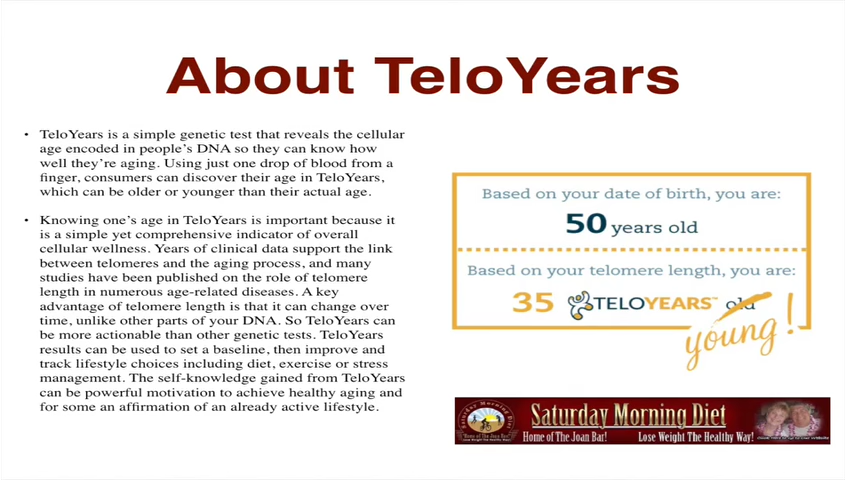 About TeloYears
• TeloYears is a simple genetic test that reveals the cellular
age encoded in people's DNA so they can know how
well they're aging. Using just one drop of blood from a
finger, consumers can discover their age in TeloYears,
which can be older or younger than their actual age.
• Knowing one's age in TeloYears is important because it
is a simple yet comprehensive indicator of overall
cellular wellness. Years of clinical data support the link
between telomeres and the aging process, and many
studies have been published on the role of telomere
length in numerous age-related diseases. A key
advantage of telomere length is that it can change over
time, unlike other parts of your DNA. So TeloYears can
be more actionable than other genetic tests. TeloYears
results can be used to set a baseline, then improve and
track lifestyle choices including diet, exercise or stress
management. The self-knowledge gained from TeloYears
can be powerful motivation to achieve healthy aging and
for some an affirmation of an already active lifestyle.
Based on your date of birth, you are:
50 years old
Based on your telomere length, you are:
35 TELOYEARS™ old
young!
Saturday Morning Diet
Home of The Joan Bar! Lose Weight The Healthy Way!